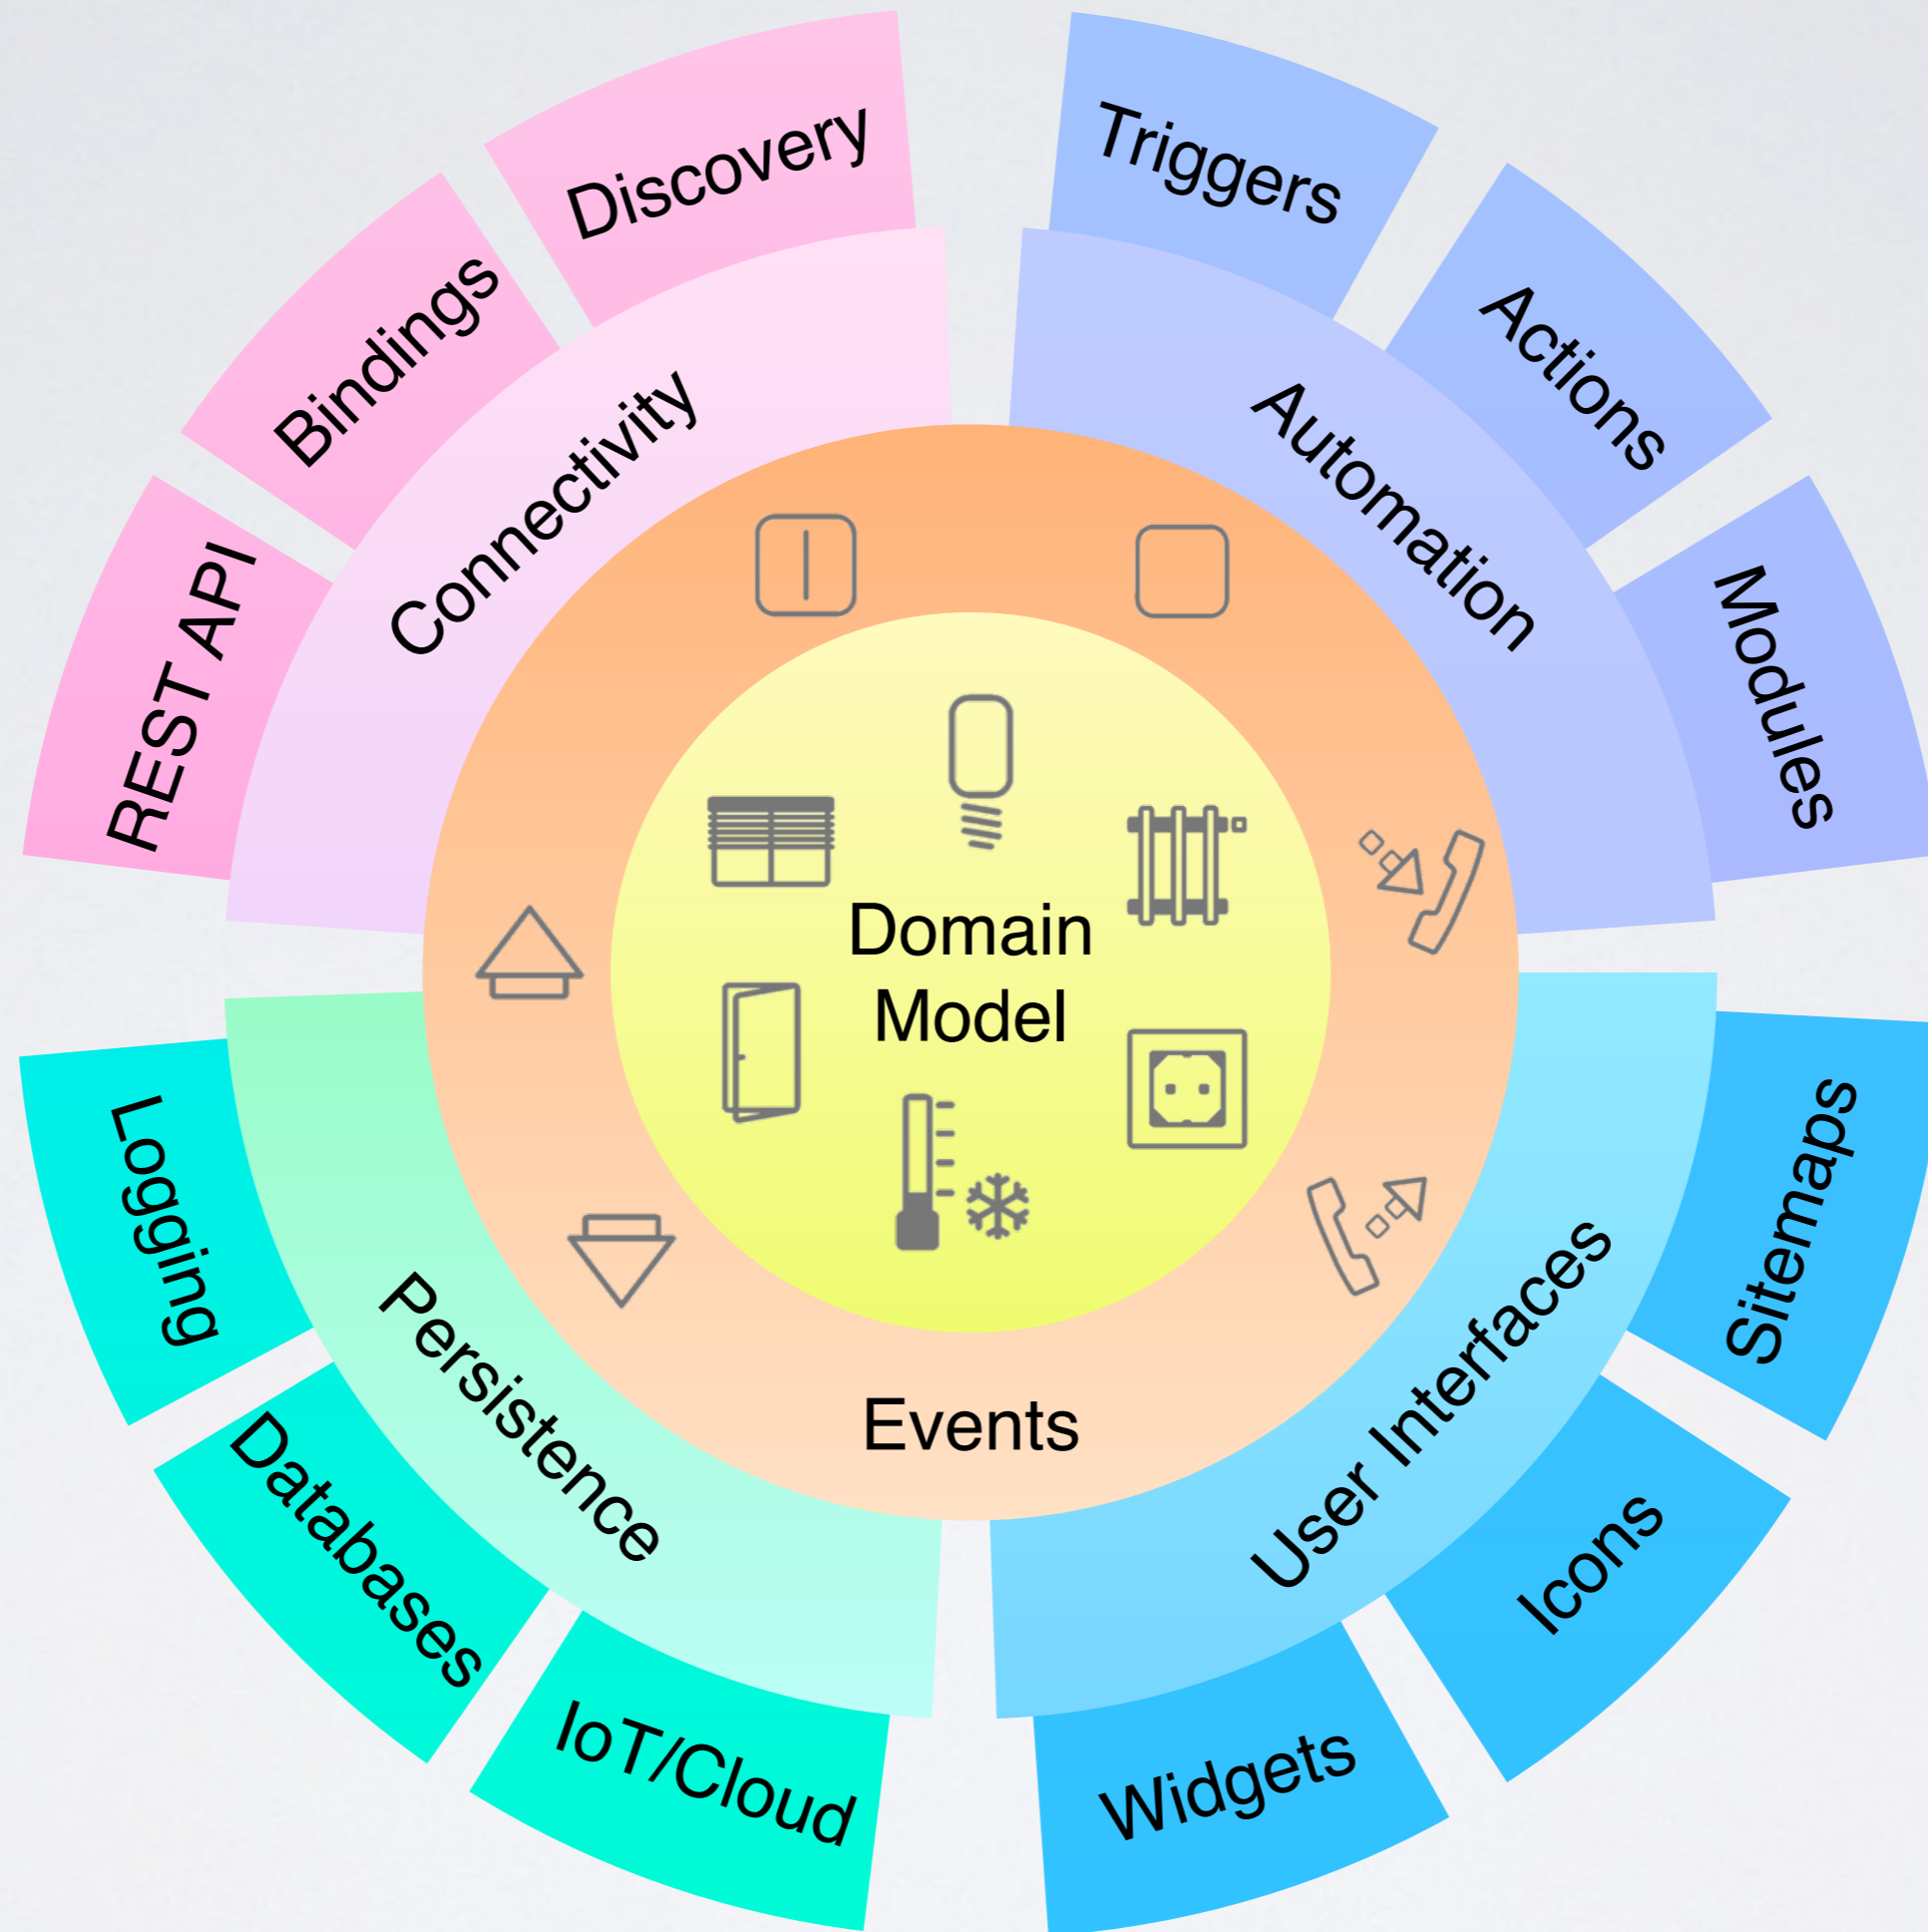 Discovery
Bindings
REST API
Connectivity
Triggers
Actions
Modules
Automation
Domain
Model
Events
Logging
Databases
IoT/Cloud
Persistence
Sitemaps
Icons
Widgets
User Interfaces